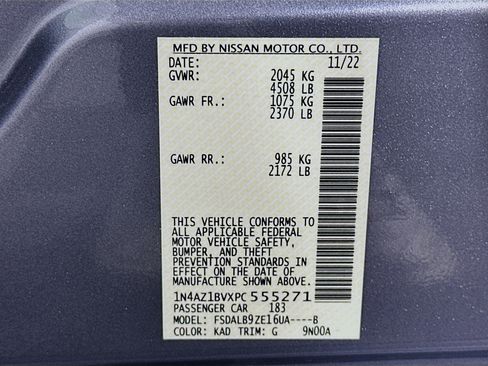 MFD BY NISSAN MOTOR CO., LTD.
DATE: 11/22
GVWR: 2045 KG
4508 LB
GAWR FR.: 1075 KG
2370 LB
GAWR RR.: 985 KG
2172 LB
THIS VEHICLE CONFORMS TO
ALL APPLICABLE FEDERAL
MOTOR VEHICLE SAFETY,
BUMPER, AND THEFT
PREVENTION STANDARDS IN
EFFECT ON THE DATE OF
MANUFACTURE SHOWN ABOVE.
1N4AZ1BVXPC555271
PASSENGER CAR 183
MODEL: FSDALB9ZE16UA----B
COLOR: KAD TRIM: G 9N00A